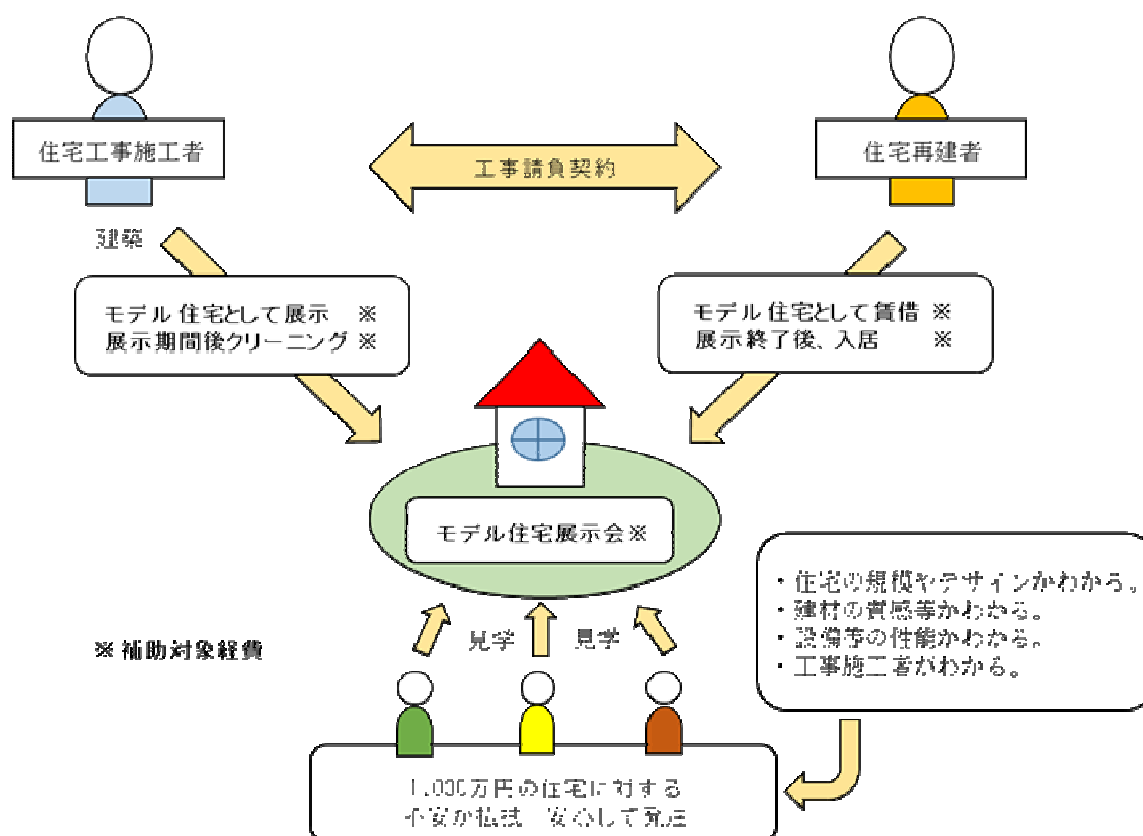 住宅工事施工者
工事請負契約
住宅再建者
建築
モデル住宅として展示 ※
展示期間後クリーニング ※
モデル住宅として賃借 ※
展示終了後、入居 ※
モデル住宅展示会※
・住宅の規模やデザインがわかる。
・建材の質感等がわかる。
・設備等の性能がわかる。
・工事施工者がわかる。
※ 補助対象経費
見学
見学
1,000万円の住宅に対する
不安が払拭 安心して発注